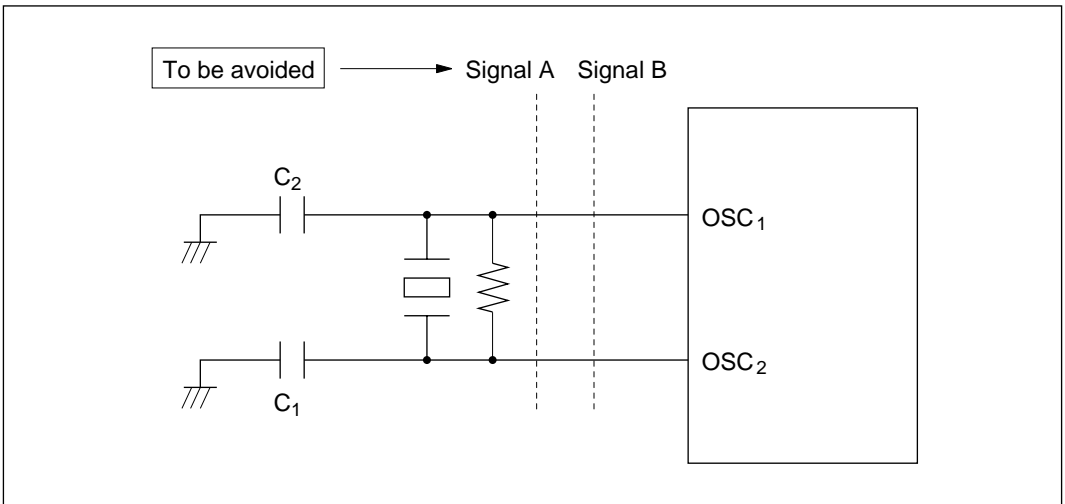 To be avoided
Signal A Signal B
C2
OSC1
OSC2
C1